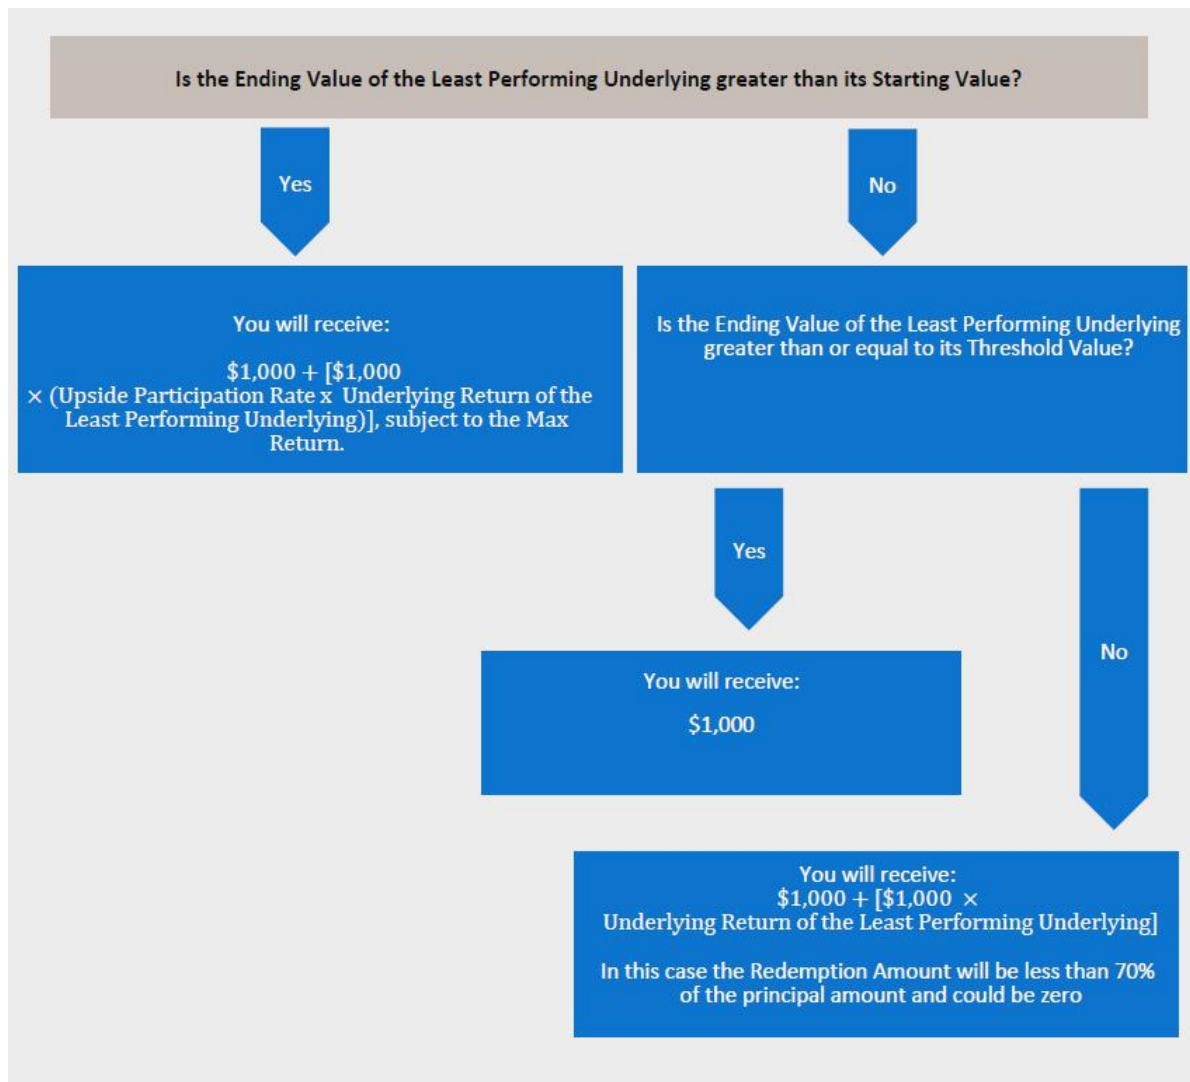 Is the Ending Value of the Least Performing Underlying greater than its Starting Value?
Yes
No
You will receive:
$1,000 + [$1,000
× (Upside Participation Rate x Underlying Return of the
Least Performing Underlying)], subject to the Max
Return.
Is the Ending Value of the Least Performing Underlying
greater than or equal to its Threshold Value?
Yes
No
You will receive:
$1,000
You will receive:
$1,000 + [$1,000 ×
Underlying Return of the Least Performing Underlying]
In this case the Redemption Amount will be less than 70%
of the principal amount and could be zero